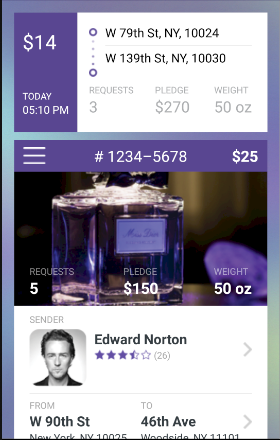 $14
TODAY
05:10 PM
W 79th St, NY, 10024
W 139th St, NY, 10030
REQUESTS PLEDGE WEIGHT
3 $270 50 oz
# 1234–5678 $25
Miss Dior
REQUESTS PLEDGE WEIGHT
5 $150 50 oz
SENDER
Edward Norton
(26)
FROM TO
W 90th St 46th Ave
New York, NY 10025 Woodside, NY 11101